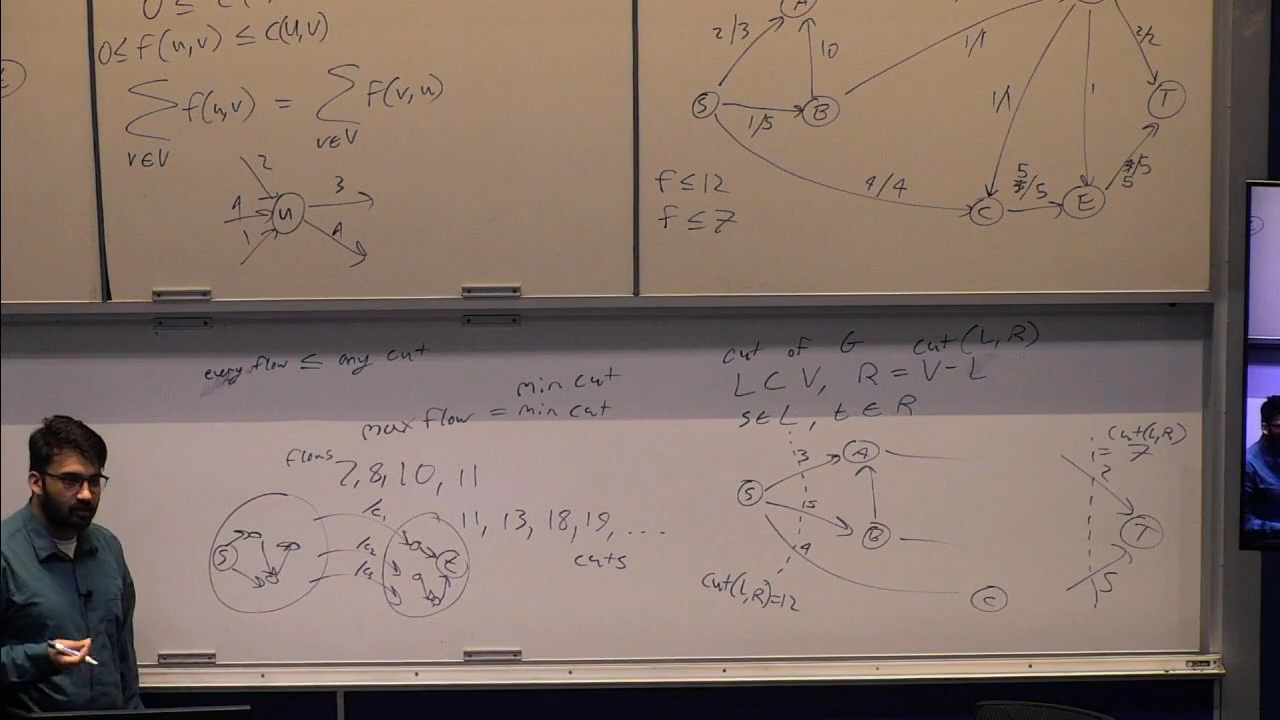 0 ≤ f(u,v) ≤ c(u,v)
∑ f(u,v) = ∑ f(v,u)
v∈V v∈V
2
4
1
u
3
4
A
2/3
10
S
1/5
B
1/1
1/1
1
2/2
T
4/4
C
5
/5
E
/5
5
f ≤ 12
f ≤ 7
every flow ≤ any cut
min cut
max flow = min cut
flows
7, 8, 10, 11
11, 13, 18, 19, ....
cuts
S
/c1
/c2
/c3
t
cut of G cut(L,R)
L ⊂ V, R = V - L
s ∈ L, t ∈ R
S
3
A
5
B
4
C
cut(L,R)=12
cut(L,R)
= 7
2
T
5